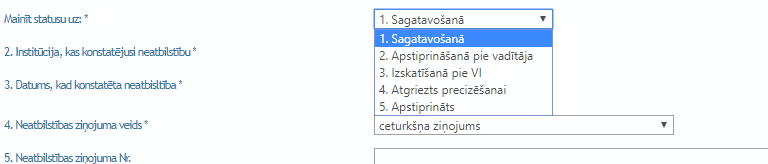 Mainīt statusu uz: *
1. Sagatavošanā
1. Sagatavošanā
2. Apstiprināšanā pie vadītāja
3. Izskatīšanā pie VI
4. Atgriezts precizēšanai
5. Apstiprināts
2. Institūcija, kas konstatējusi neatbilstību *
3. Datums, kad konstatēta neatbisltība *
4. Neatbilstības ziņojuma veids *
ceturkšņa ziņojums
5. Neatbilstības ziņojuma Nr.